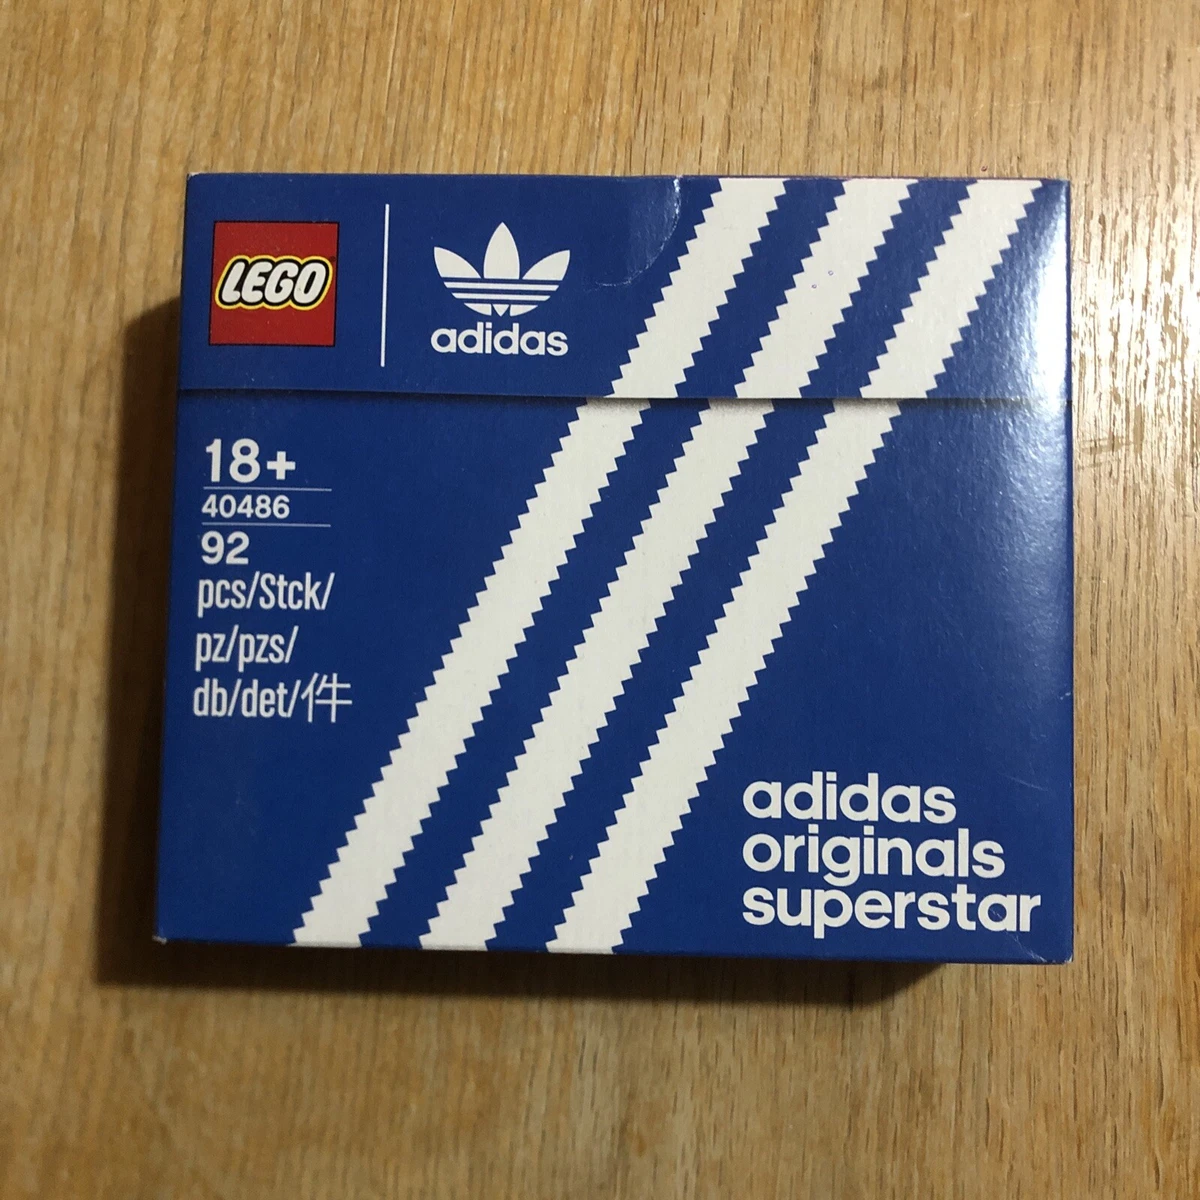 LEGO
adidas
18+
40486
92
pcs/Stck/
pz/pzs/
db/det/件
adidas
originals
superstar